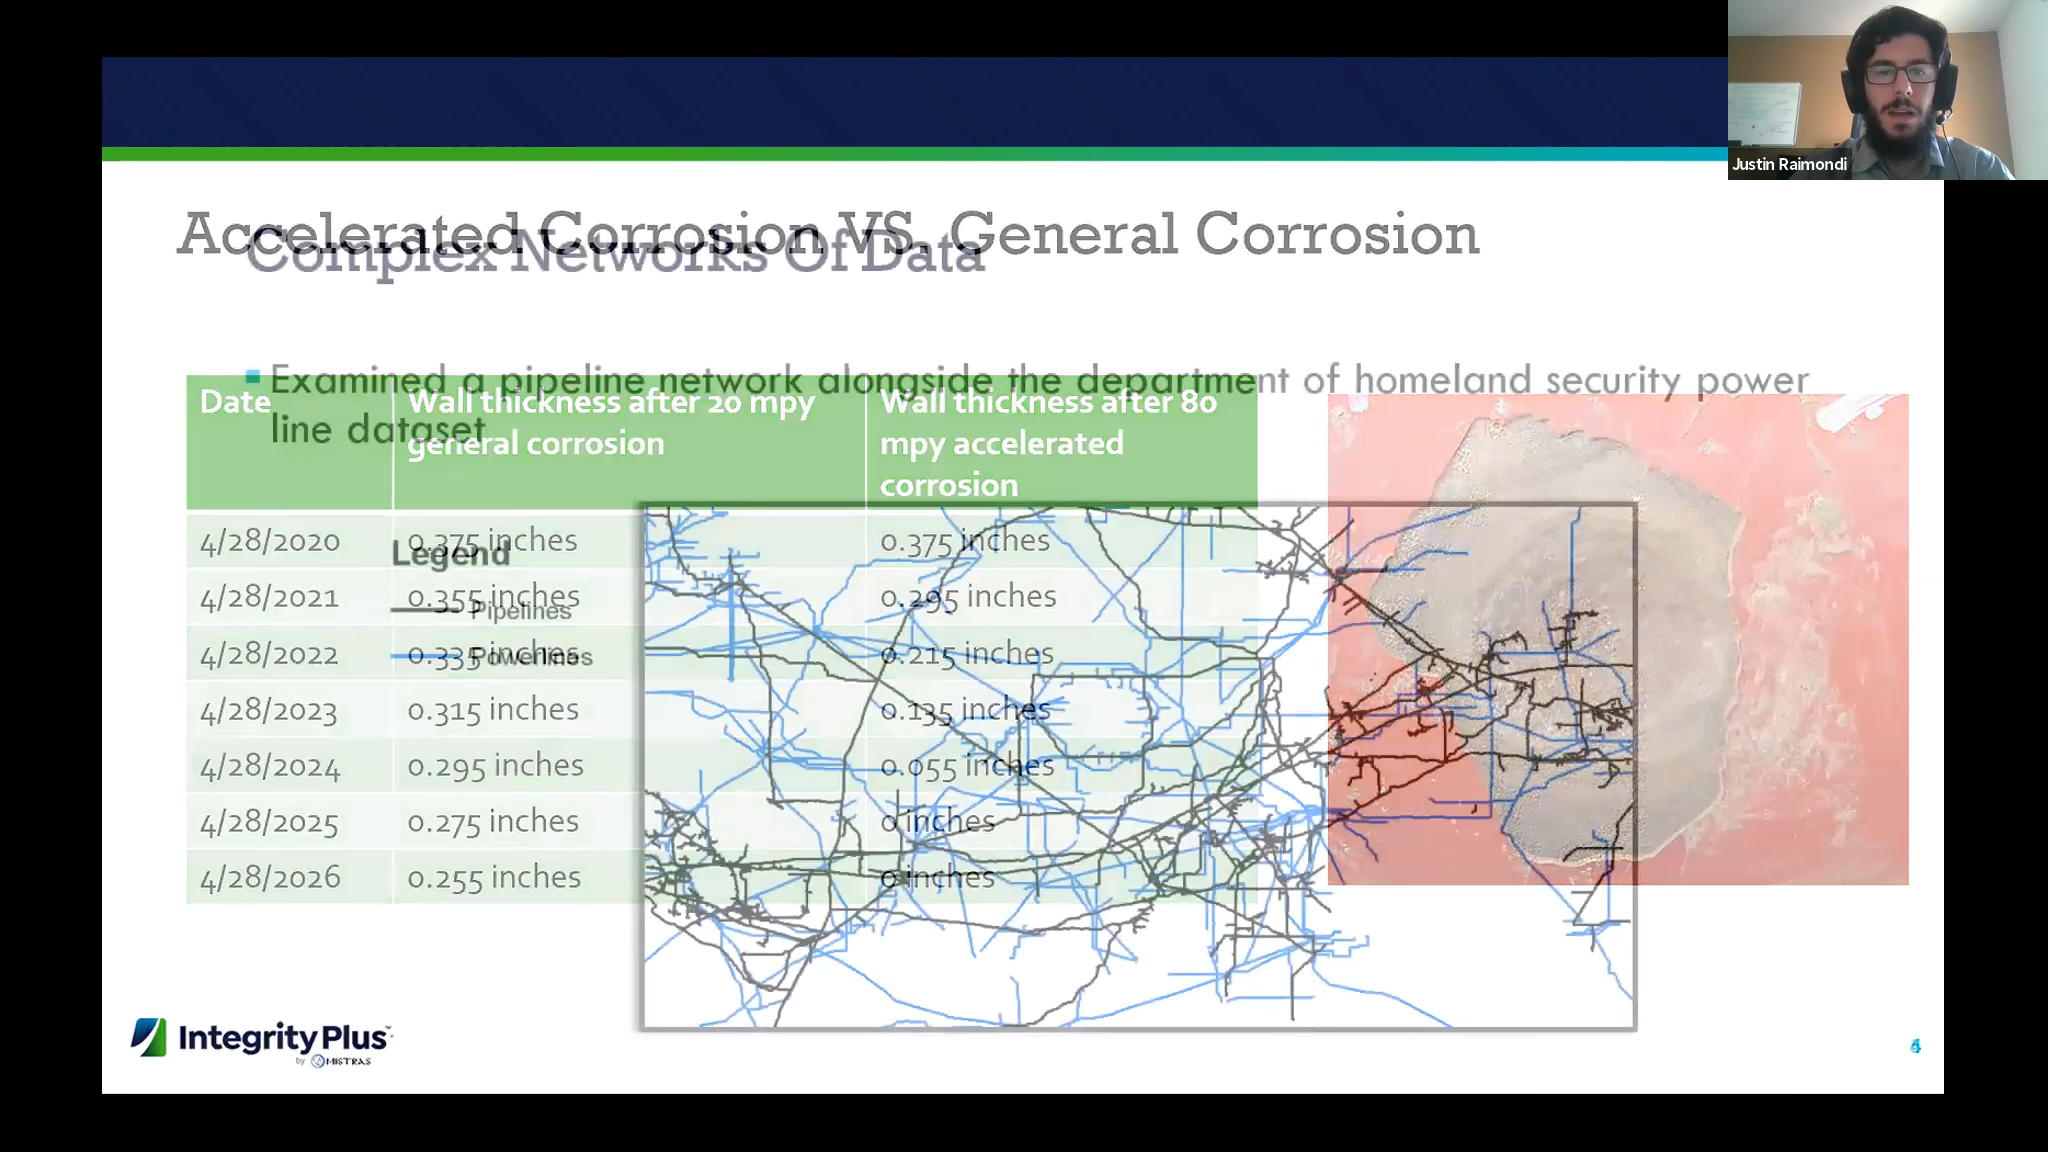 Justin Raimondi
Accelerated Corrosion VS. General Corrosion
Complex Networks Of Data
Examined a pipeline network alongside the department of homeland security power
line dataset
Date
Wall thickness after 20 mpy
general corrosion
Wall thickness after 80
mpy accelerated
corrosion
4/28/2020 0.375 inches 0.375 inches
4/28/2021 0.355 inches 0.295 inches
4/28/2022 0.335 inches 0.215 inches
4/28/2023 0.315 inches 0.135 inches
4/28/2024 0.295 inches 0.055 inches
4/28/2025 0.275 inches 0 inches
4/28/2026 0.255 inches 0 inches
Legend
Pipelines
Powerlines
IntegrityPlus™
by MISTRAS